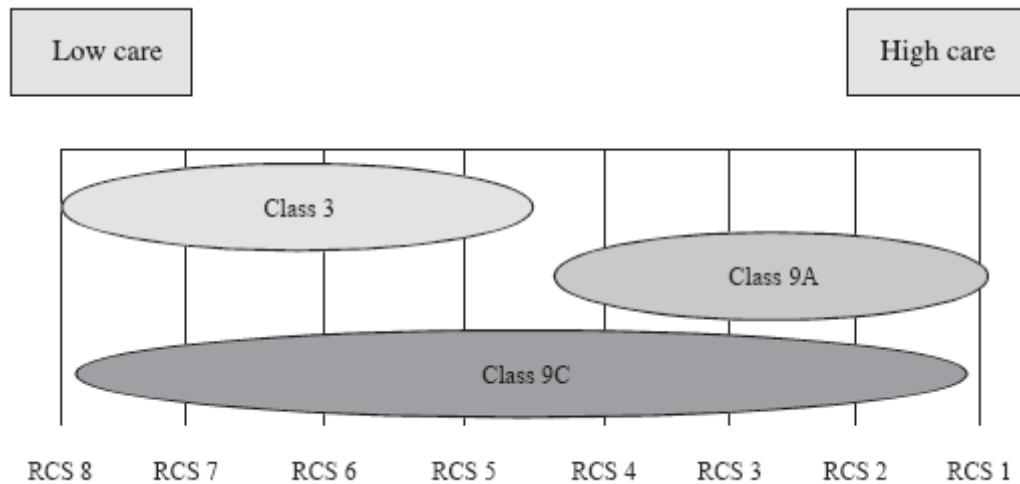 Low care
High care
Class 3
Class 9A
Class 9C
RCS 8 RCS 7 RCS 6 RCS 5 RCS 4 RCS 3 RCS 2 RCS 1